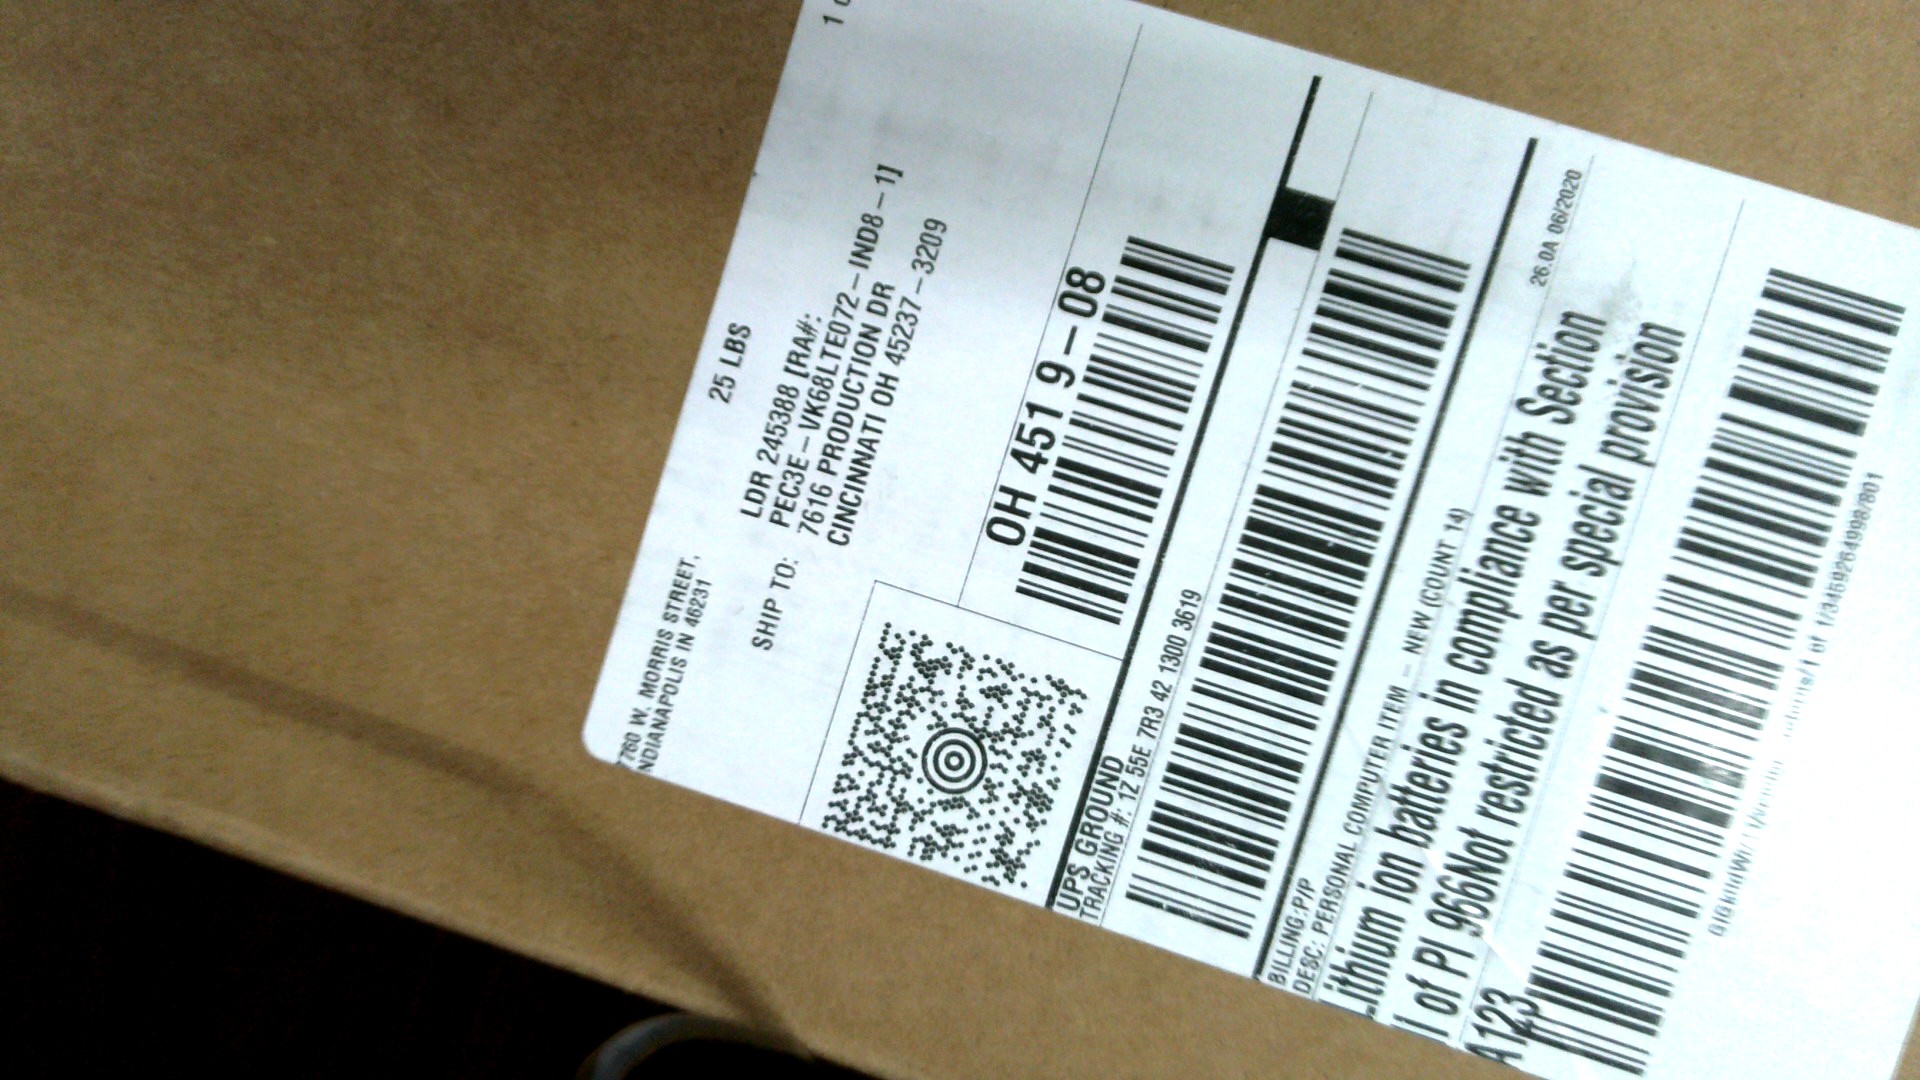 7760 W. MORRIS STREET,
INDIANAPOLIS IN 46231
25 LBS
1
SHIP TO:
LDR 245388 [RA#:
PEC3E-VK68LTE072-IND8-1]
7616 PRODUCTION DR
CINCINNATI OH 45237-3209
OH 451 9-08
UPS GROUND
TRACKING #: 1Z 55E 7R3 42 1300 3619
BILLING:P/P
DESC: PERSONAL COMPUTER ITEM - NEW (COUNT 14)
26.0A 06/2020
Lithium ion batteries in compliance with Section
II of PI 966Not restricted as per special provision
A123